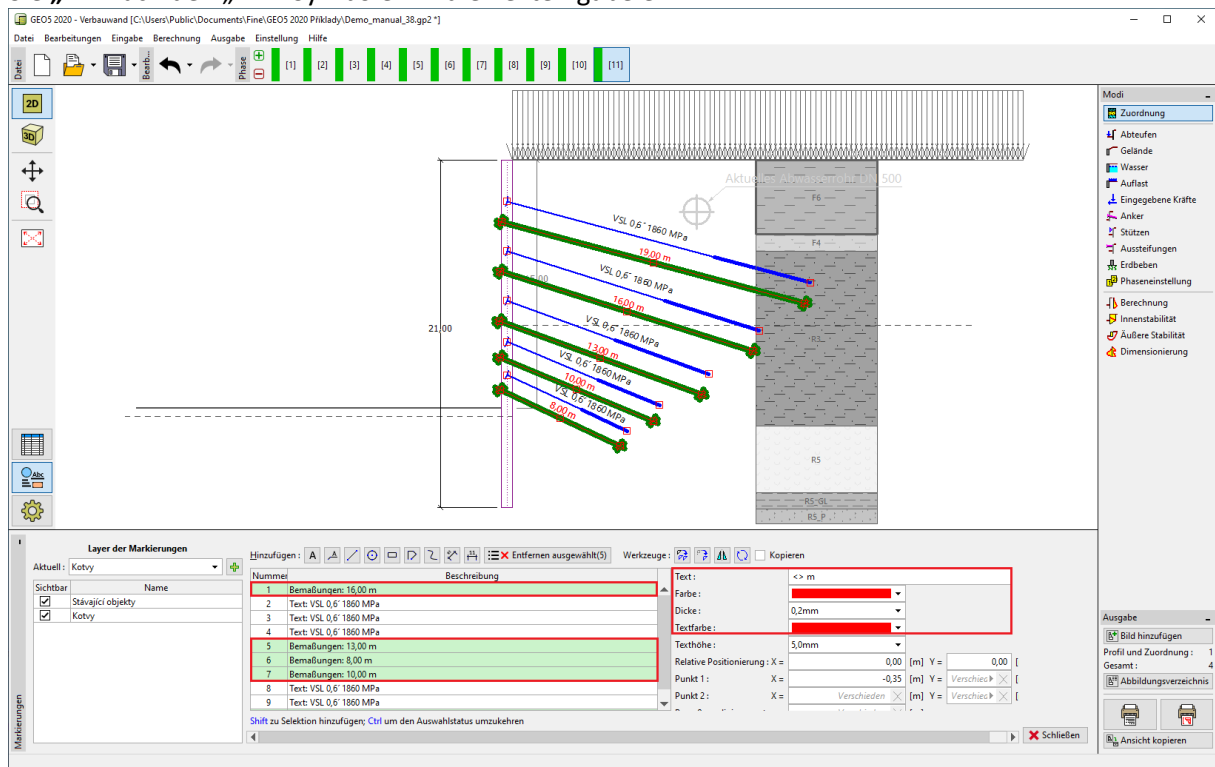 GEO5 2020 - Verbauwand [C:\Users\Public\Documents\Fine\GEO5 2020 Příklady\Demo_manual_38.gp2 *]
Datei Bearbeitungen Eingabe Berechnung Ausgabe Einstellung Hilfe
Datei
Bearb...
Phase
[1] [2] [3] [4] [5] [6] [7] [8] [9] [10] [11]
2D
3D
Abc
21,00
Aktuelles Abwasserrohr DN 500
F6
F4
R3
R5
R5_GL
R5_P
VSL 0,6´ 1860 MPa
19,00 m
VSL 0,6´ 1860 MPa
16,00 m
VSL 0,6´ 1860 MPa
13,00 m
VSL 0,6´ 1860 MPa
10,00 m
VSL 0,6´ 1860 MPa
8,00 m
Modi
Zuordnung
Abteufen
Gelände
Wasser
Auflast
Eingegebene Kräfte
Anker
Stützen
Aussteifungen
Erdbeben
Phaseneinstellung
Berechnung
Innenstabilität
Äußere Stabilität
Dimensionierung
Markierungen
Layer der Markierungen
Aktuell : Kotvy
Sichtbar Name
Stávající objekty
Kotvy
Hinzufügen : A A Entfernen ausgewählt(5) Werkzeuge : Kopieren
Nummer Beschreibung
1 Bemaßungen: 16,00 m
2 Text: VSL 0,6´ 1860 MPa
3 Text: VSL 0,6´ 1860 MPa
4 Text: VSL 0,6´ 1860 MPa
5 Bemaßungen: 13,00 m
6 Bemaßungen: 8,00 m
7 Bemaßungen: 10,00 m
8 Text: VSL 0,6´ 1860 MPa
9 Text: VSL 0,6´ 1860 MPa
Shift zu Selektion hinzufügen; Ctrl um den Auswahlstatus umzukehren
Text : <> m
Farbe :
Dicke : 0,2mm
Textfarbe :
Texthöhe : 5,0mm
Relative Positionierung : X = 0,00 [m] Y = 0,00 [
Punkt 1 : X = -0,35 [m] Y = Verschied [
Punkt 2 : X = Verschieden [m] Y = Verschied [
Schließen
Ausgabe
Bild hinzufügen
Profil und Zuordnung : 1
Gesamt : 4
Abbildungsverzeichnis
Ansicht kopieren